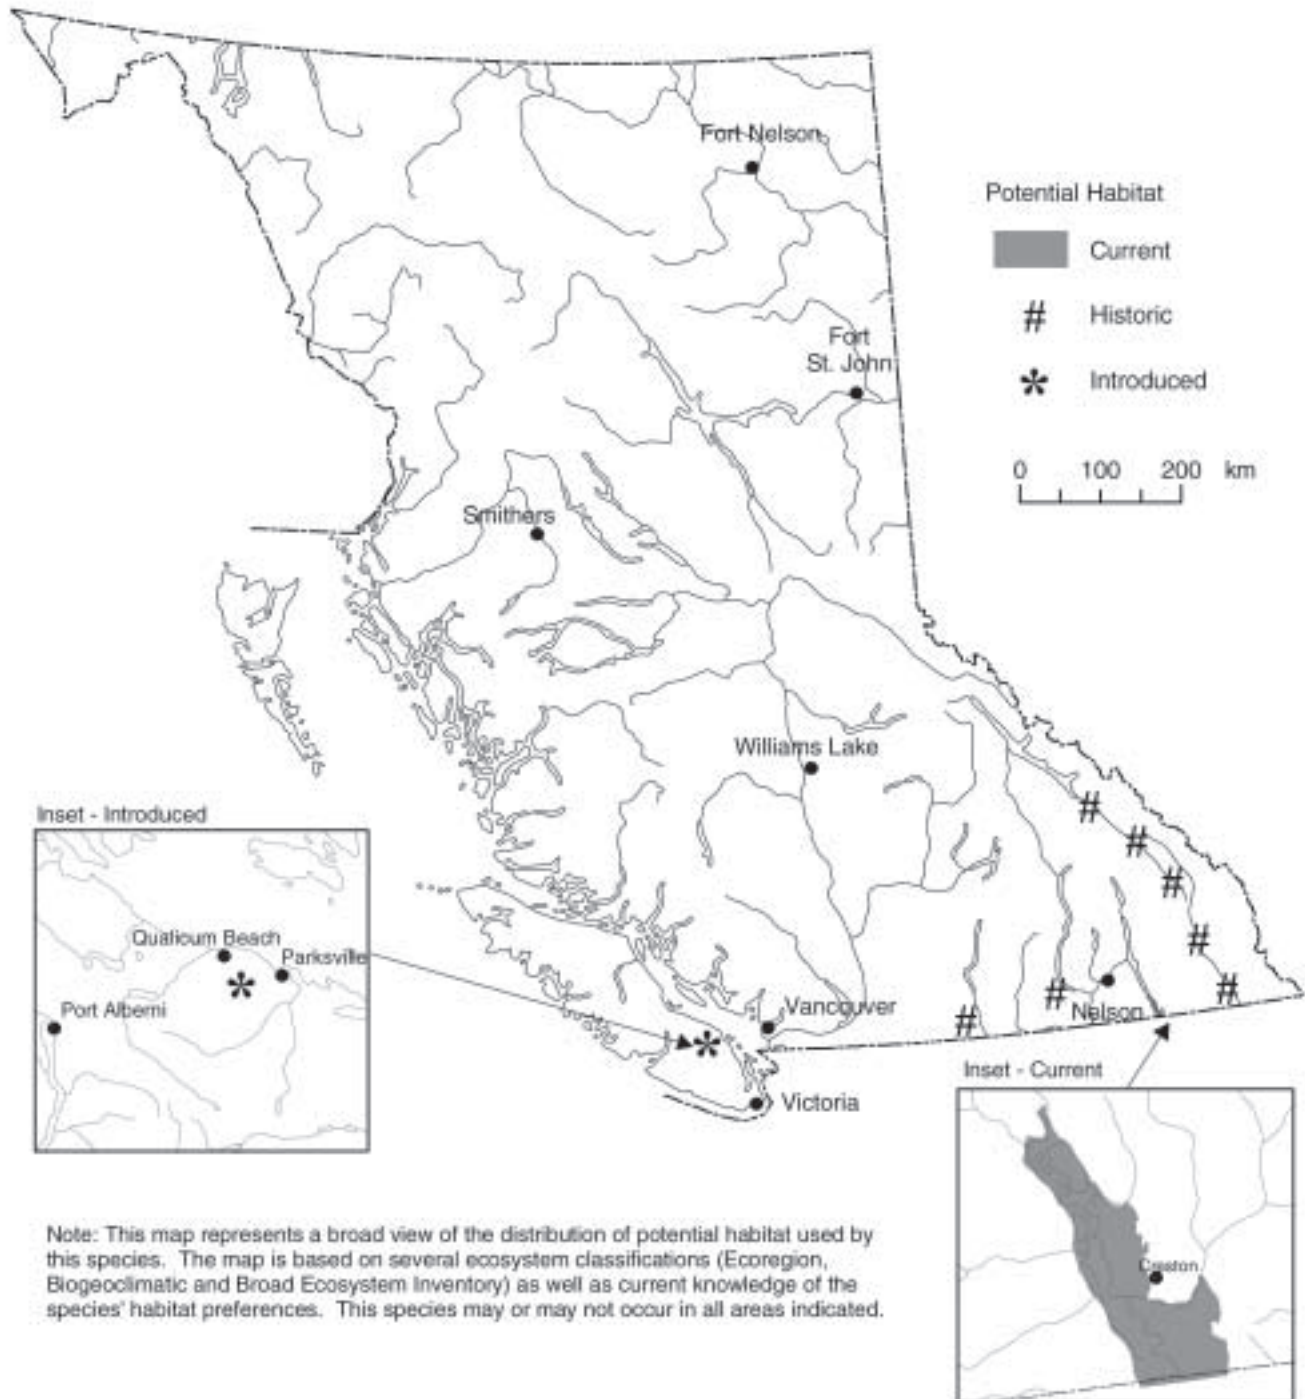 Fort Nelson
Potential Habitat
Current
# Historic
* Introduced
Fort
St. John
0 100 200 km
Smithers
Williams Lake
Inset - Introduced
Qualicum Beach
Parksville
Port Alberni
Vancouver
Nelson
Victoria
Inset - Current
Creston
Note: This map represents a broad view of the distribution of potential habitat used by
this species. The map is based on several ecosystem classifications (Ecoregion,
Biogeoclimatic and Broad Ecosystem Inventory) as well as current knowledge of the
species' habitat preferences. This species may or may not occur in all areas indicated.